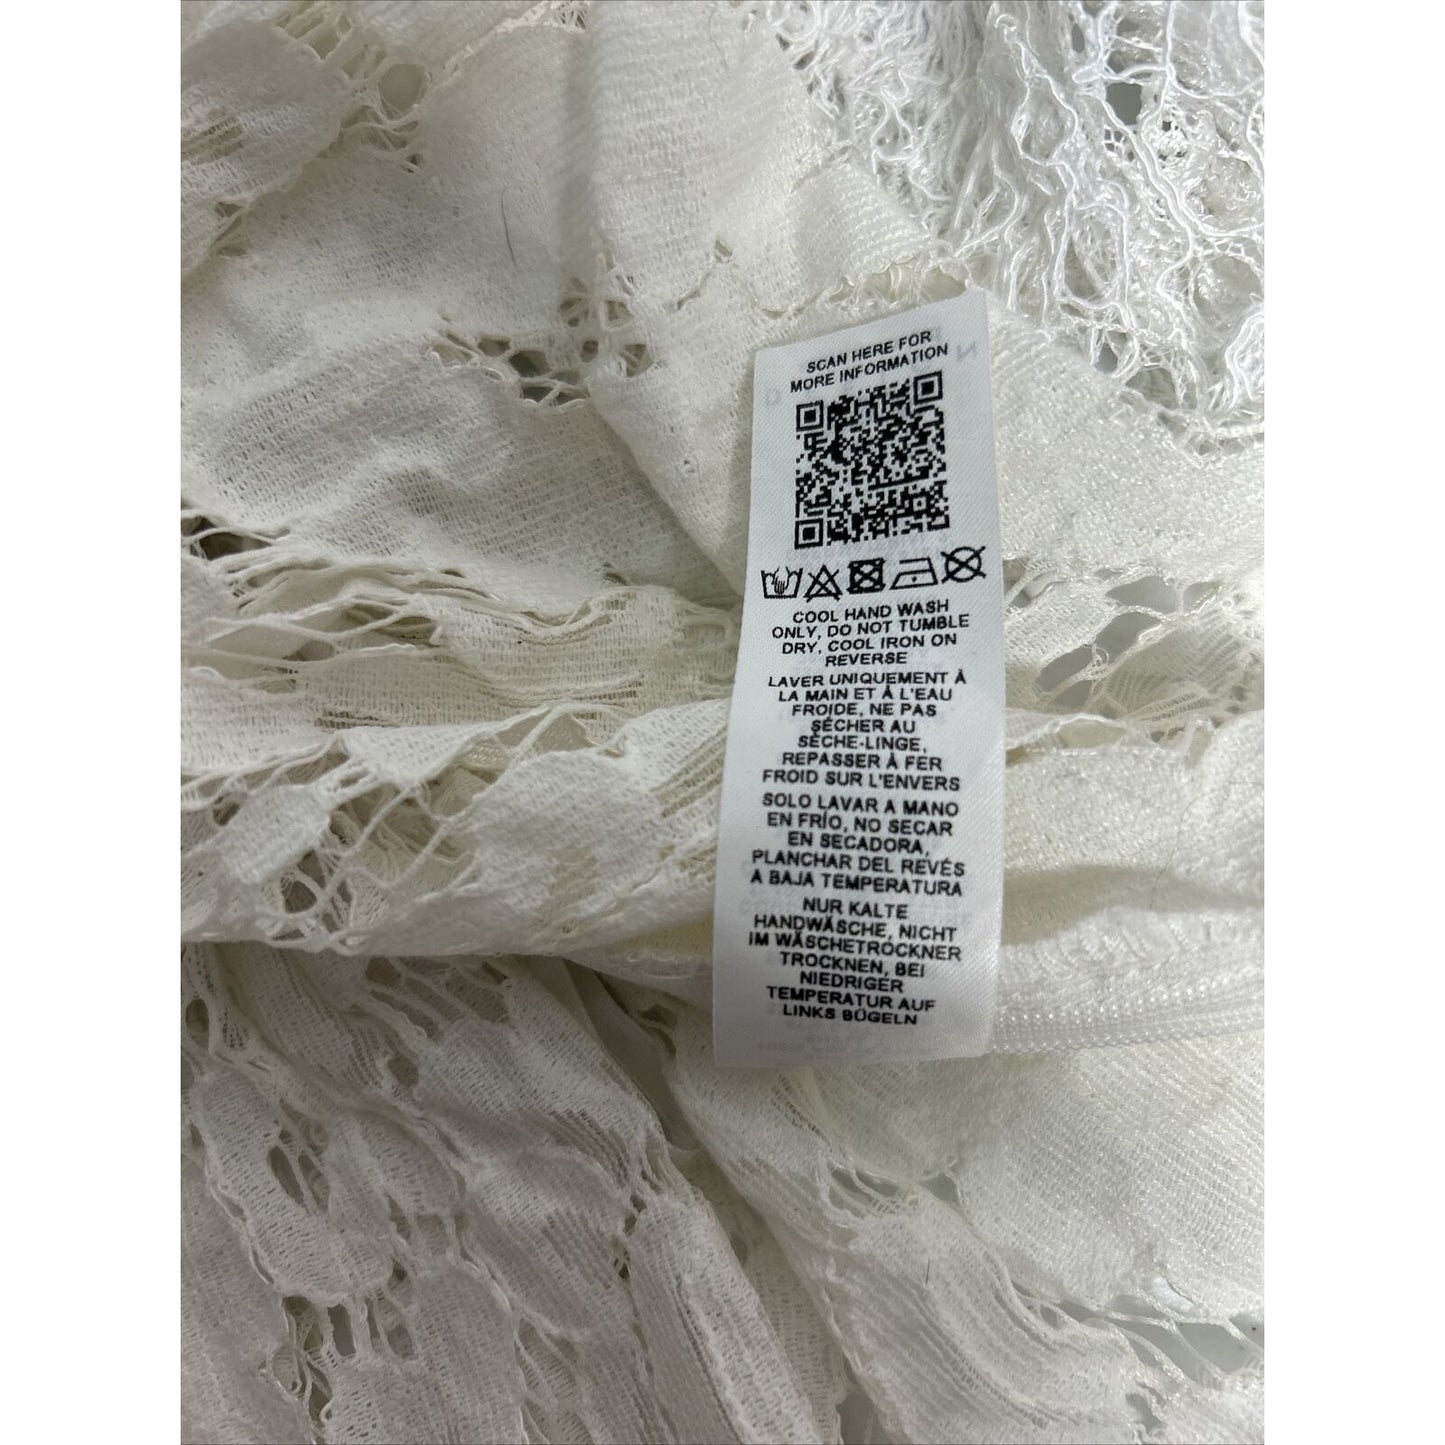 SCAN HERE FOR
MORE INFORMATION
COOL HAND WASH
ONLY, DO NOT TUMBLE
DRY, COOL IRON ON
REVERSE
LAVER UNIQUEMENT À
LA MAIN ET À L'EAU
FROIDE, NE PAS
SÉCHER AU
SÈCHE-LINGE,
REPASSER À FER
FROID SUR L'ENVERS
SOLO LAVAR A MANO
EN FRÍO, NO SECAR
EN SECADORA,
PLANCHAR DEL REVÉS
A BAJA TEMPERATURA
NUR KALTE
HANDWÄSCHE, NICHT
IM WÄSCHETROCKNER
TROCKNEN, BEI
NIEDRIGER
TEMPERATUR AUF
LINKS BÜGELN